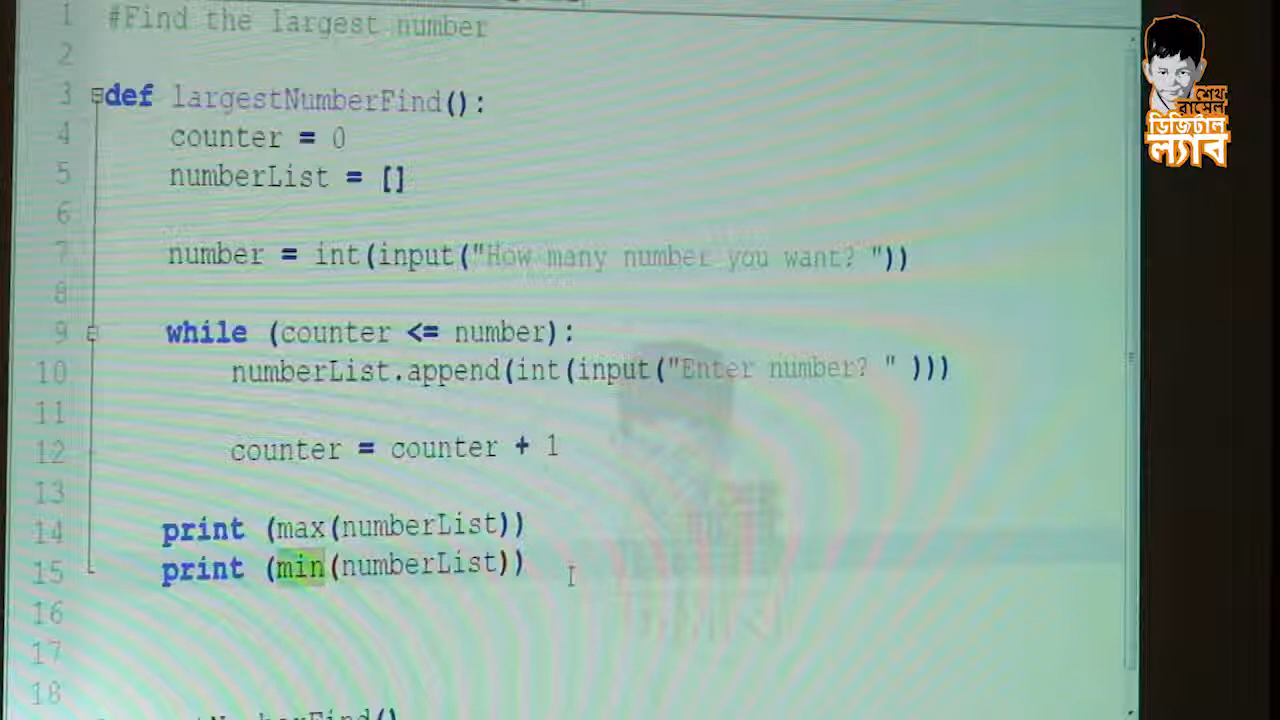 1 #Find the largest number
2
3 def largestNumberFind():
4 counter = 0
5 numberList = []
6
7 number = int(input("How many number you want? "))
8
9 while (counter <= number):
10 numberList.append(int(input("Enter number? " )))
11
12 counter = counter + 1
13
14 print (max(numberList))
15 print (min(numberList))
16
17
18
শেখ
রাসেল
ডিজিটাল
ল্যাব